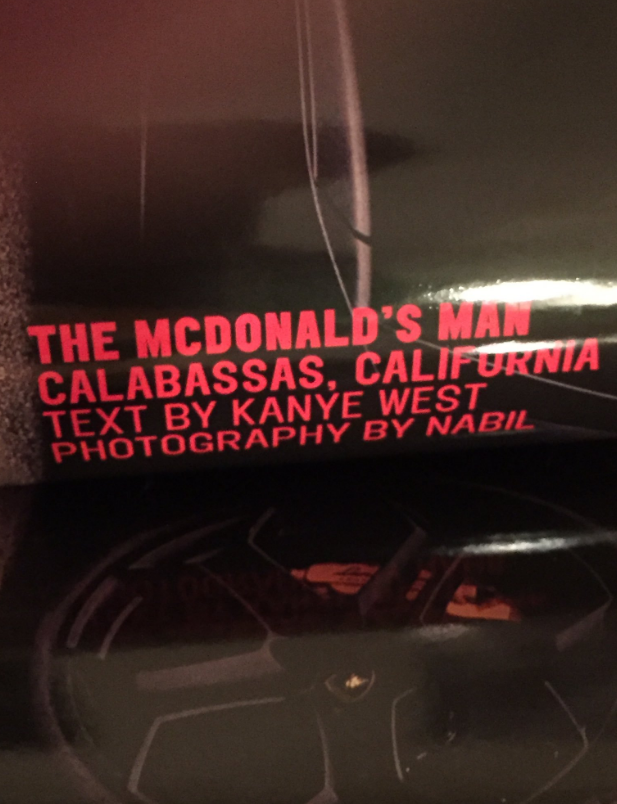 THE MCDONALD'S MAN
CALABASSAS, CALIFORNIA
TEXT BY KANYE WEST
PHOTOGRAPHY BY NABIL